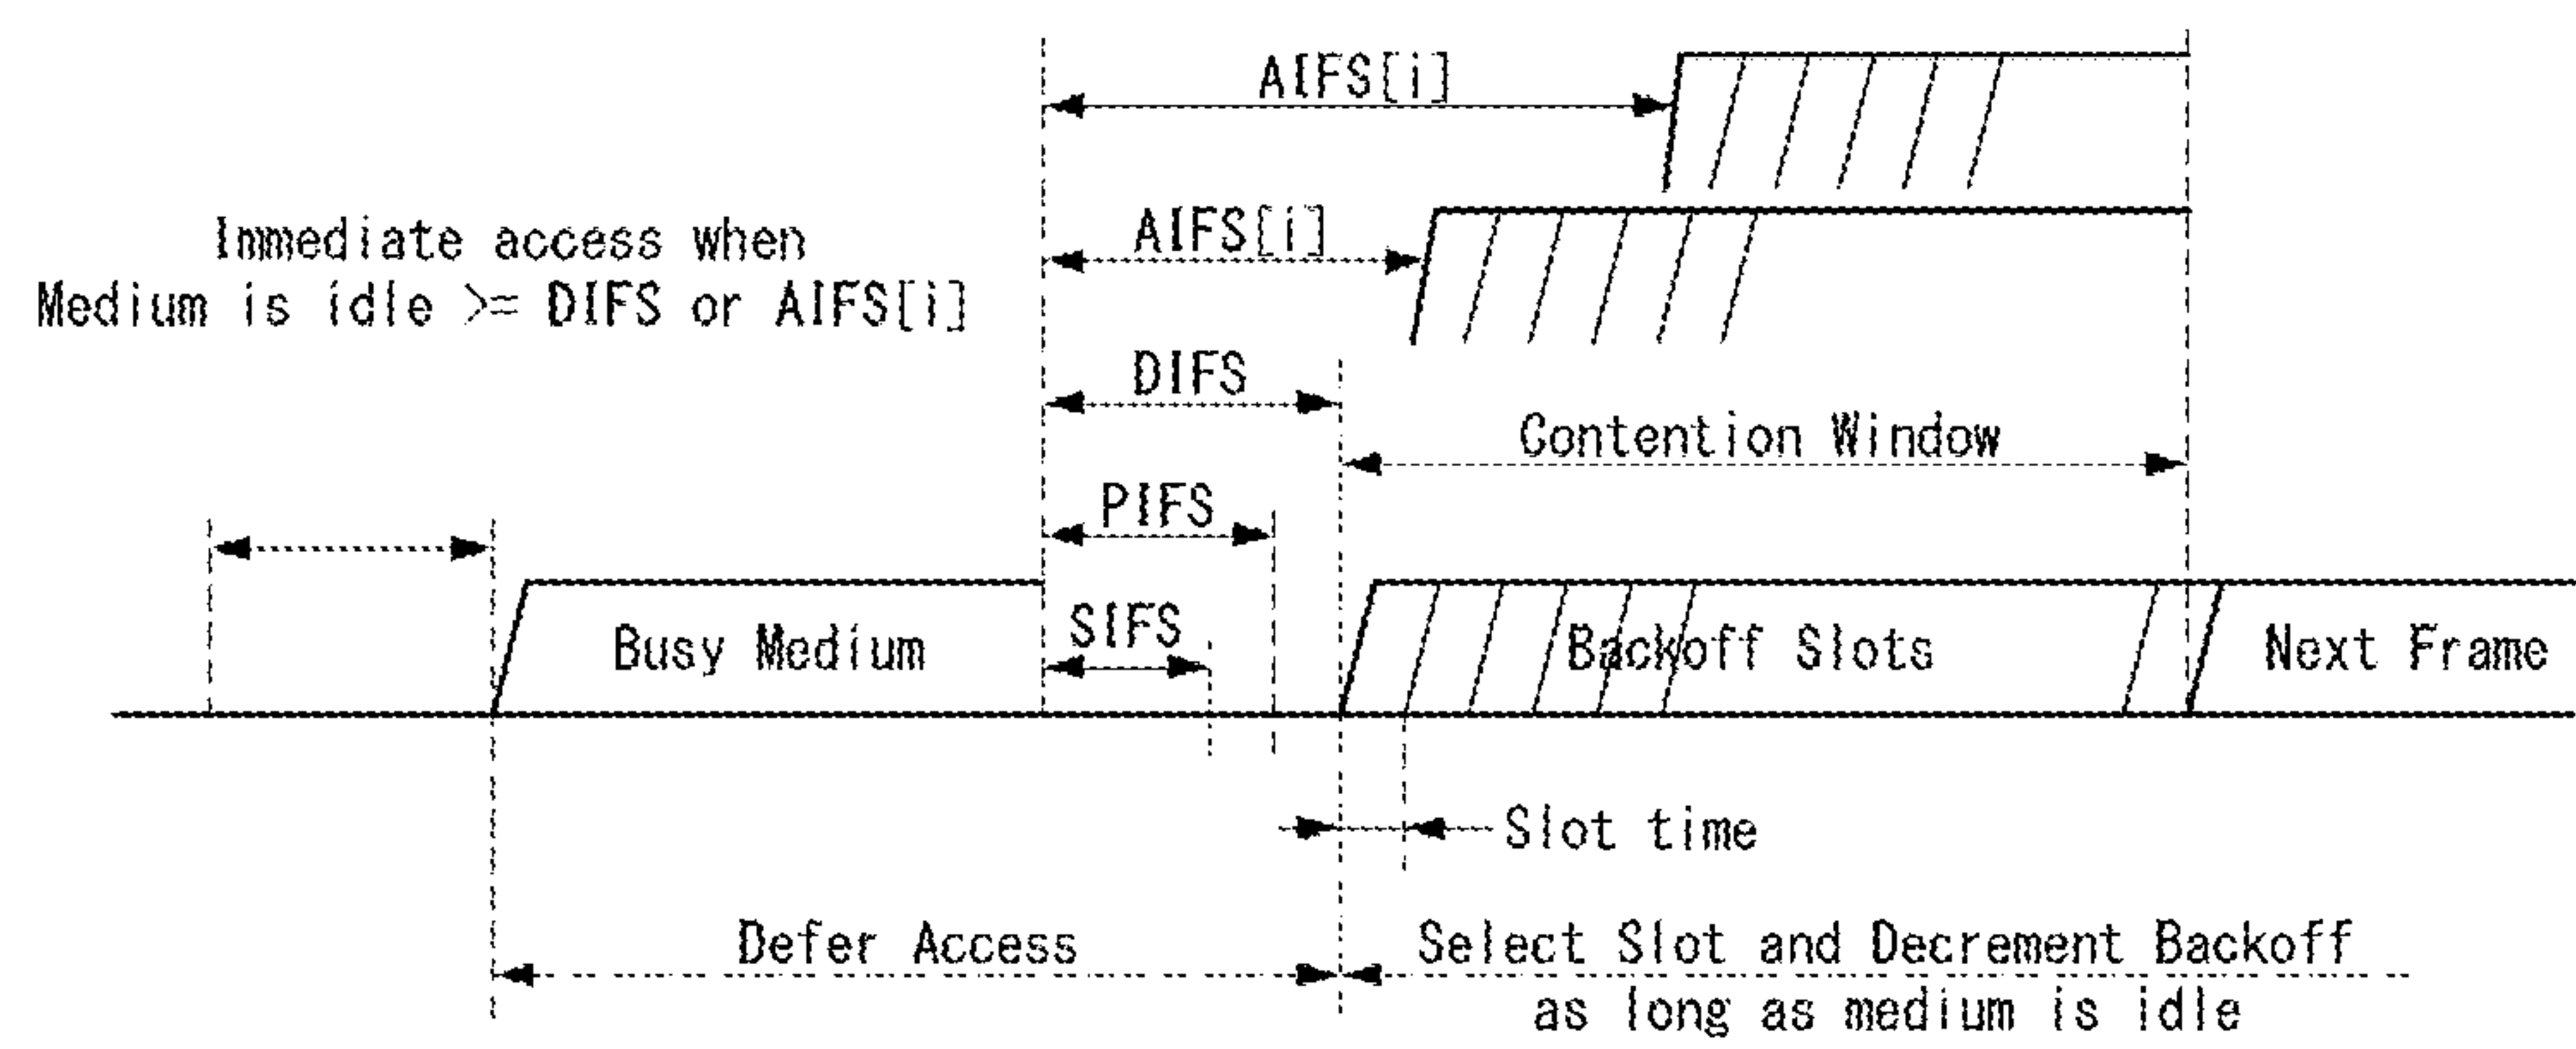 AIFS[i]
AIFS[i]
Immediate access when
Medium is idle >= DIFS or AIFS[i]
DIFS
Contention Window
PIFS
SIFS
Busy Medium
Backoff Slots
Next Frame
Slot time
Defer Access
Select Slot and Decrement Backoff
as long as medium is idle